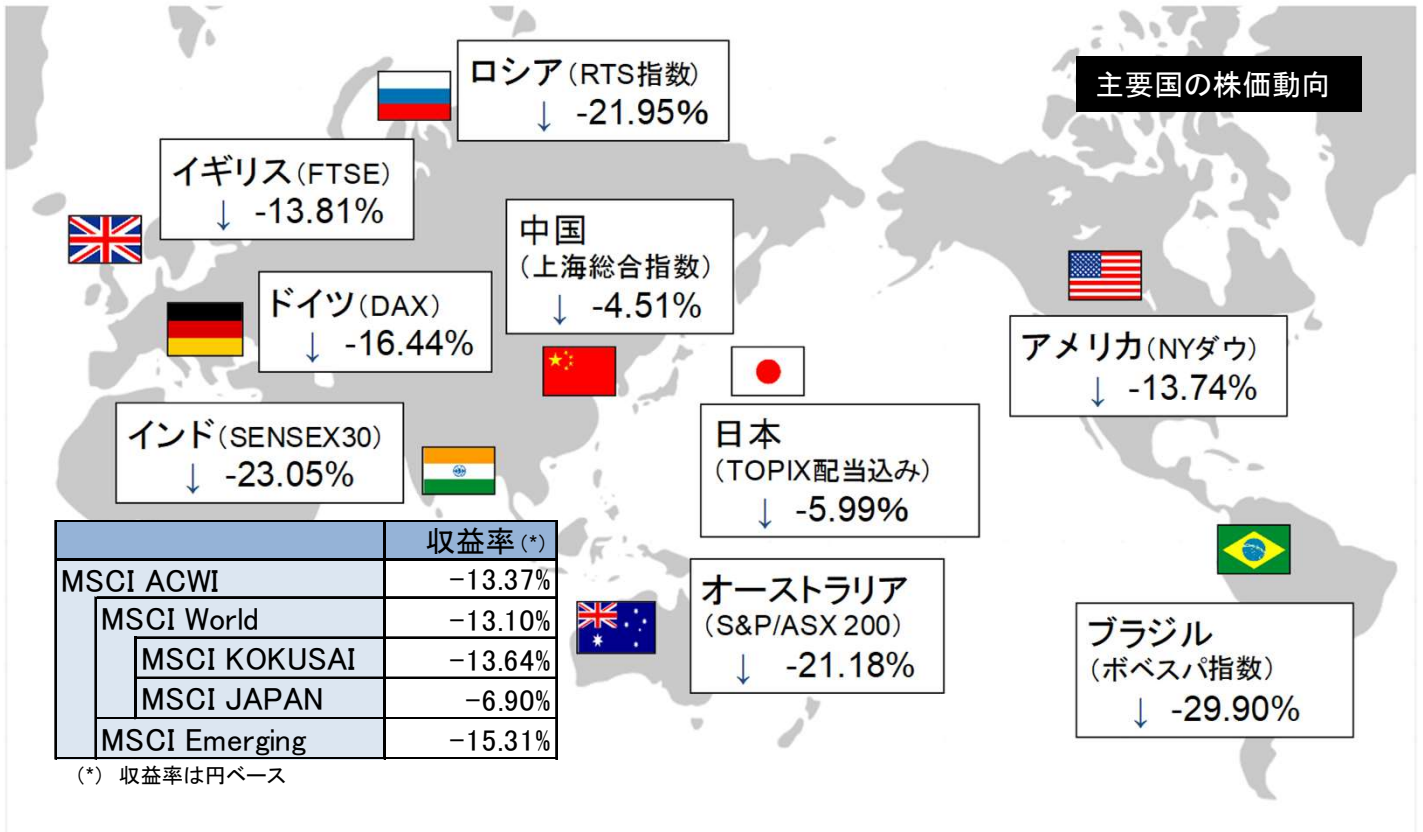 主要国の株価動向
ロシア(RTS指数)
↓ -21.95%
イギリス(FTSE)
↓ -13.81%
中国
(上海総合指数)
↓ -4.51%
ドイツ(DAX)
↓ -16.44%
アメリカ(NYダウ)
↓ -13.74%
インド(SENSEX30)
↓ -23.05%
日本
(TOPIX配当込み)
↓ -5.99%
オーストラリア
(S&P/ASX 200)
↓ -21.18%
ブラジル
(ボベスパ指数)
↓ -29.90%
収益率(*)
MSCI ACWI -13.37%
MSCI World -13.10%
MSCI KOKUSAI -13.64%
MSCI JAPAN -6.90%
MSCI Emerging -15.31%
(*) 収益率は円ベース